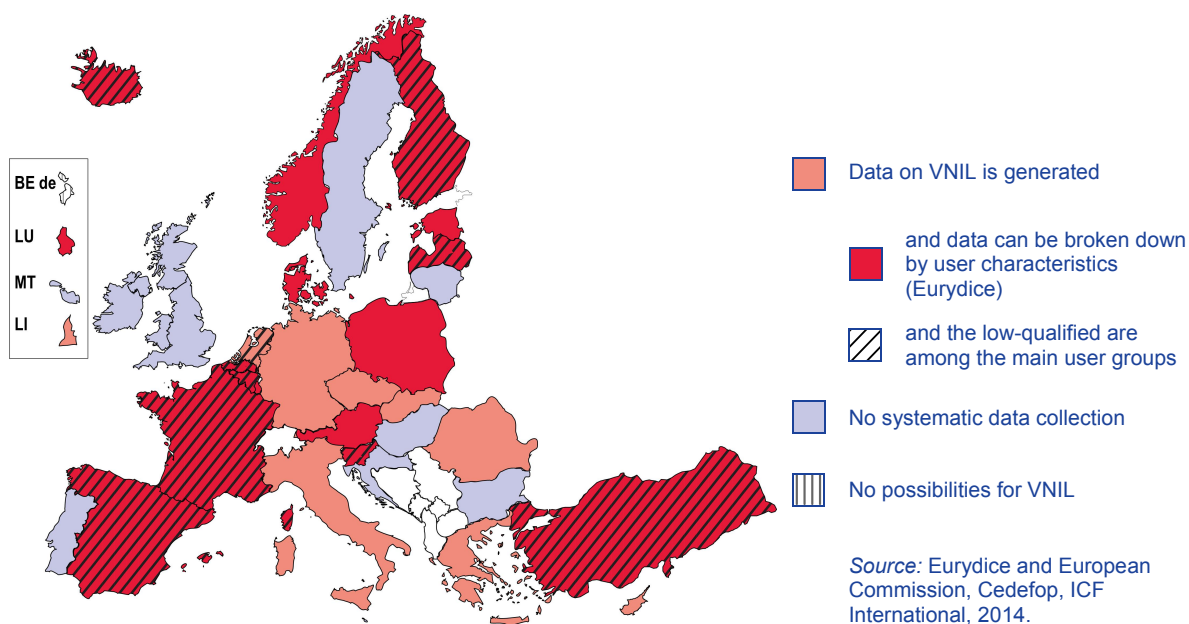 BE de
LU
MT
LI
Data on VNIL is generated
and data can be broken down
by user characteristics
(Eurydice)
and the low-qualified are
among the main user groups
No systematic data collection
No possibilities for VNIL
Source: Eurydice and European
Commission, Cedefop, ICF
International, 2014.